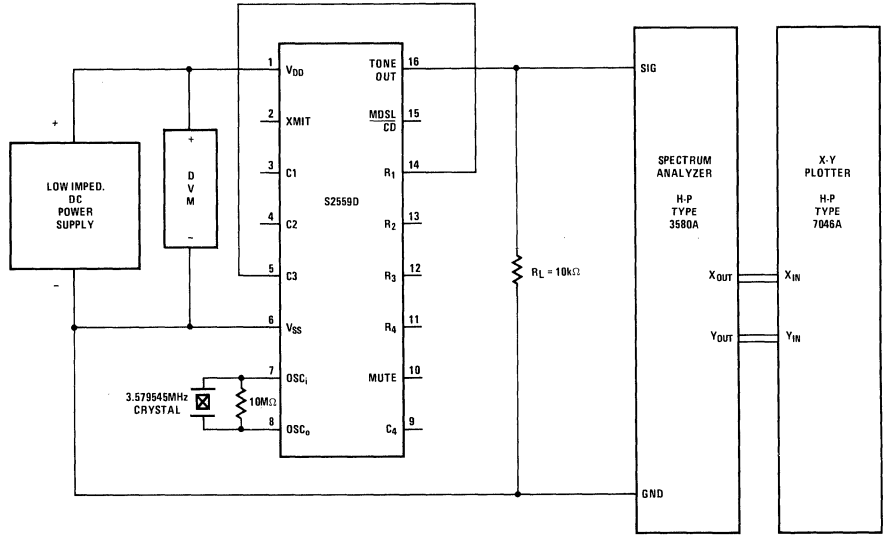 +
LOW IMPED.
DC
POWER
SUPPLY
−
+
D
V
M
−
3.579545MHz
CRYSTAL
10MΩ
S2559D
1 VDD
2 XMIT
3 C1
4 C2
5 C3
6 VSS
7 OSCi
8 OSCo
TONE 16
OUT
MDSL 15
CD
R1 14
R2 13
R3 12
R4 11
MUTE 10
C4 9
RL = 10kΩ
SIG
SPECTRUM
ANALYZER
H-P
TYPE
3580A
XOUT
YOUT
GND
X-Y
PLOTTER
H-P
TYPE
7046A
XIN
YIN